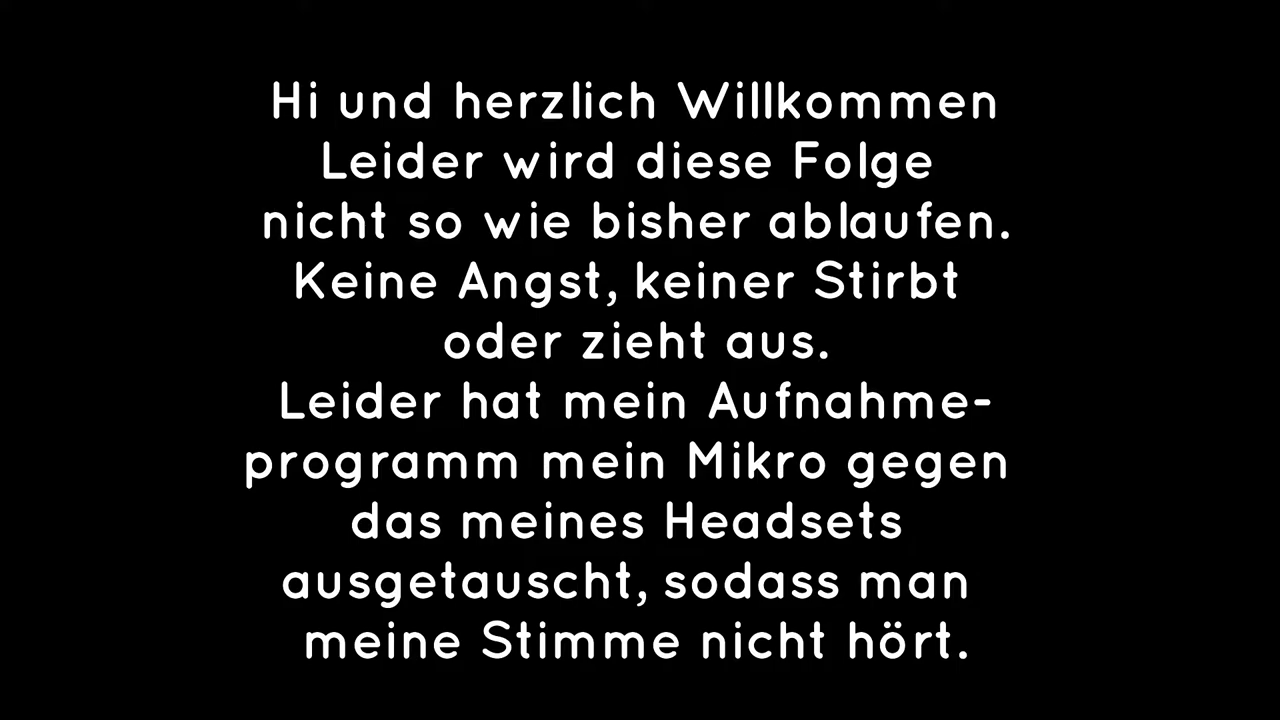 Hi und herzlich Willkommen
Leider wird diese Folge
nicht so wie bisher ablaufen.
Keine Angst, keiner Stirbt
oder zieht aus.
Leider hat mein Aufnahme-
programm mein Mikro gegen
das meines Headsets
ausgetauscht, sodass man
meine Stimme nicht hört.